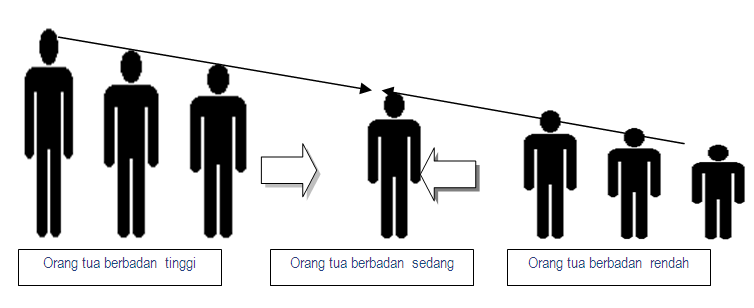 Orang tua berbadan  tinggi
Orang tua berbadan  sedang
Orang tua berbadan  rendah